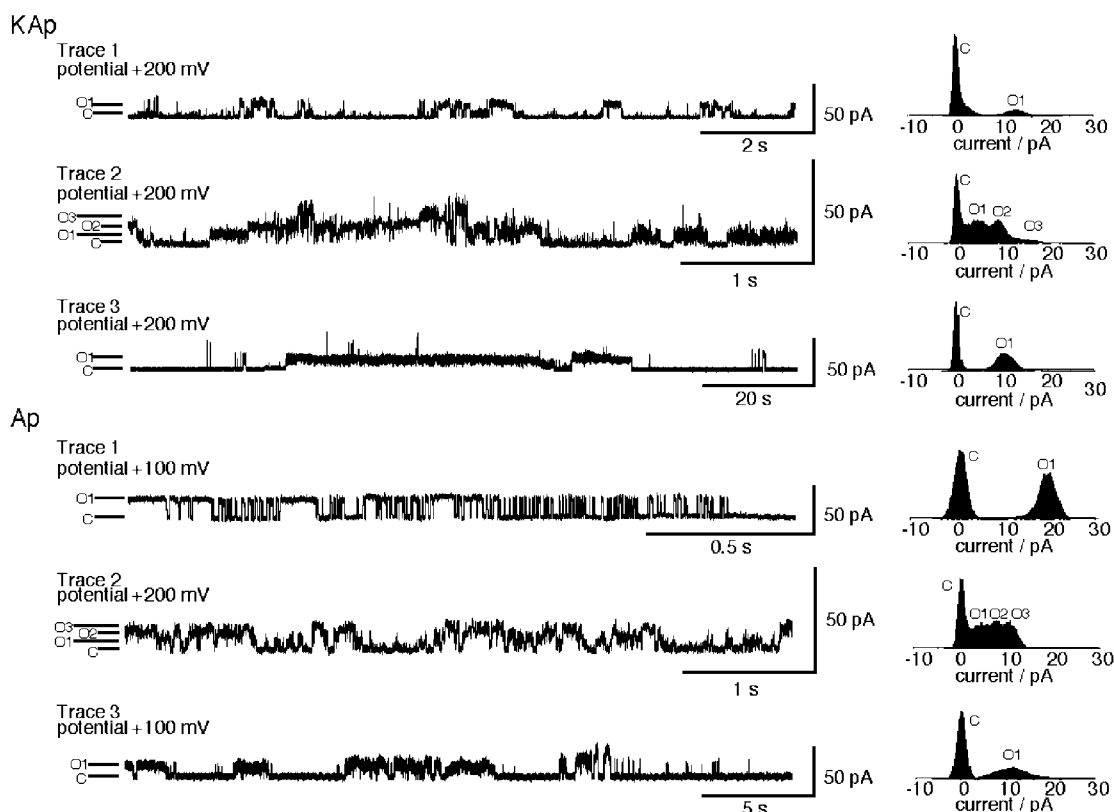 KAp
Trace 1
potential +200 mV
O1
C
50 pA
2 s
C
O1
-10 0 10 20 30
current / pA
Trace 2
potential +200 mV
O3
O2
O1
C
50 pA
1 s
C
O1 O2
O3
-10 0 10 20 30
current / pA
Trace 3
potential +200 mV
O1
C
50 pA
20 s
C
O1
-10 0 10 20 30
current / pA
Ap
Trace 1
potential +100 mV
O1
C
50 pA
0.5 s
C
O1
-10 0 10 20 30
current / pA
Trace 2
potential +200 mV
O3
O2
O1
C
50 pA
1 s
C
O1 O2 O3
-10 0 10 20 30
current / pA
Trace 3
potential +100 mV
O1
C
50 pA
5 s
C
O1
-10 0 10 20 30
current / pA